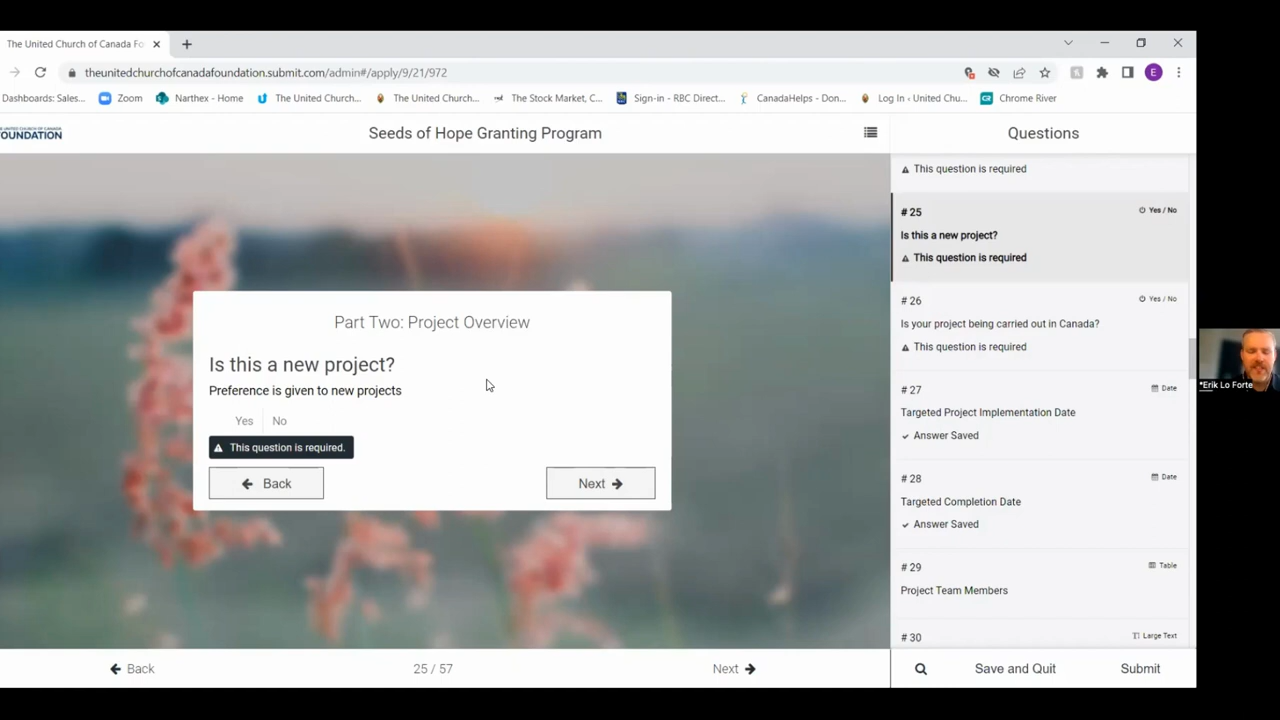 The United Church of Canada Fo
theunitedchurchofcanadafoundation.submit.com/admin#/apply/9/21/972
Dashboards: Sales...
Zoom
Narthex - Home
The United Church...
The United Church...
The Stock Market, C...
Sign-in - RBC Direct...
CanadaHelps - Don...
Log In ‹ United Chu...
Chrome River
E
THE UNITED CHURCH OF CANADA
FOUNDATION
Seeds of Hope Granting Program
Part Two: Project Overview
Is this a new project?
Preference is given to new projects
Yes No
This question is required.
Back
Next
Back
25 / 57
Next
Questions
This question is required
# 25
Yes / No
Is this a new project?
This question is required
# 26
Yes / No
Is your project being carried out in Canada?
This question is required
# 27
Date
Targeted Project Implementation Date
Answer Saved
# 28
Date
Targeted Completion Date
Answer Saved
# 29
Table
Project Team Members
# 30
Large Text
Save and Quit
Submit
*Erik Lo Forte